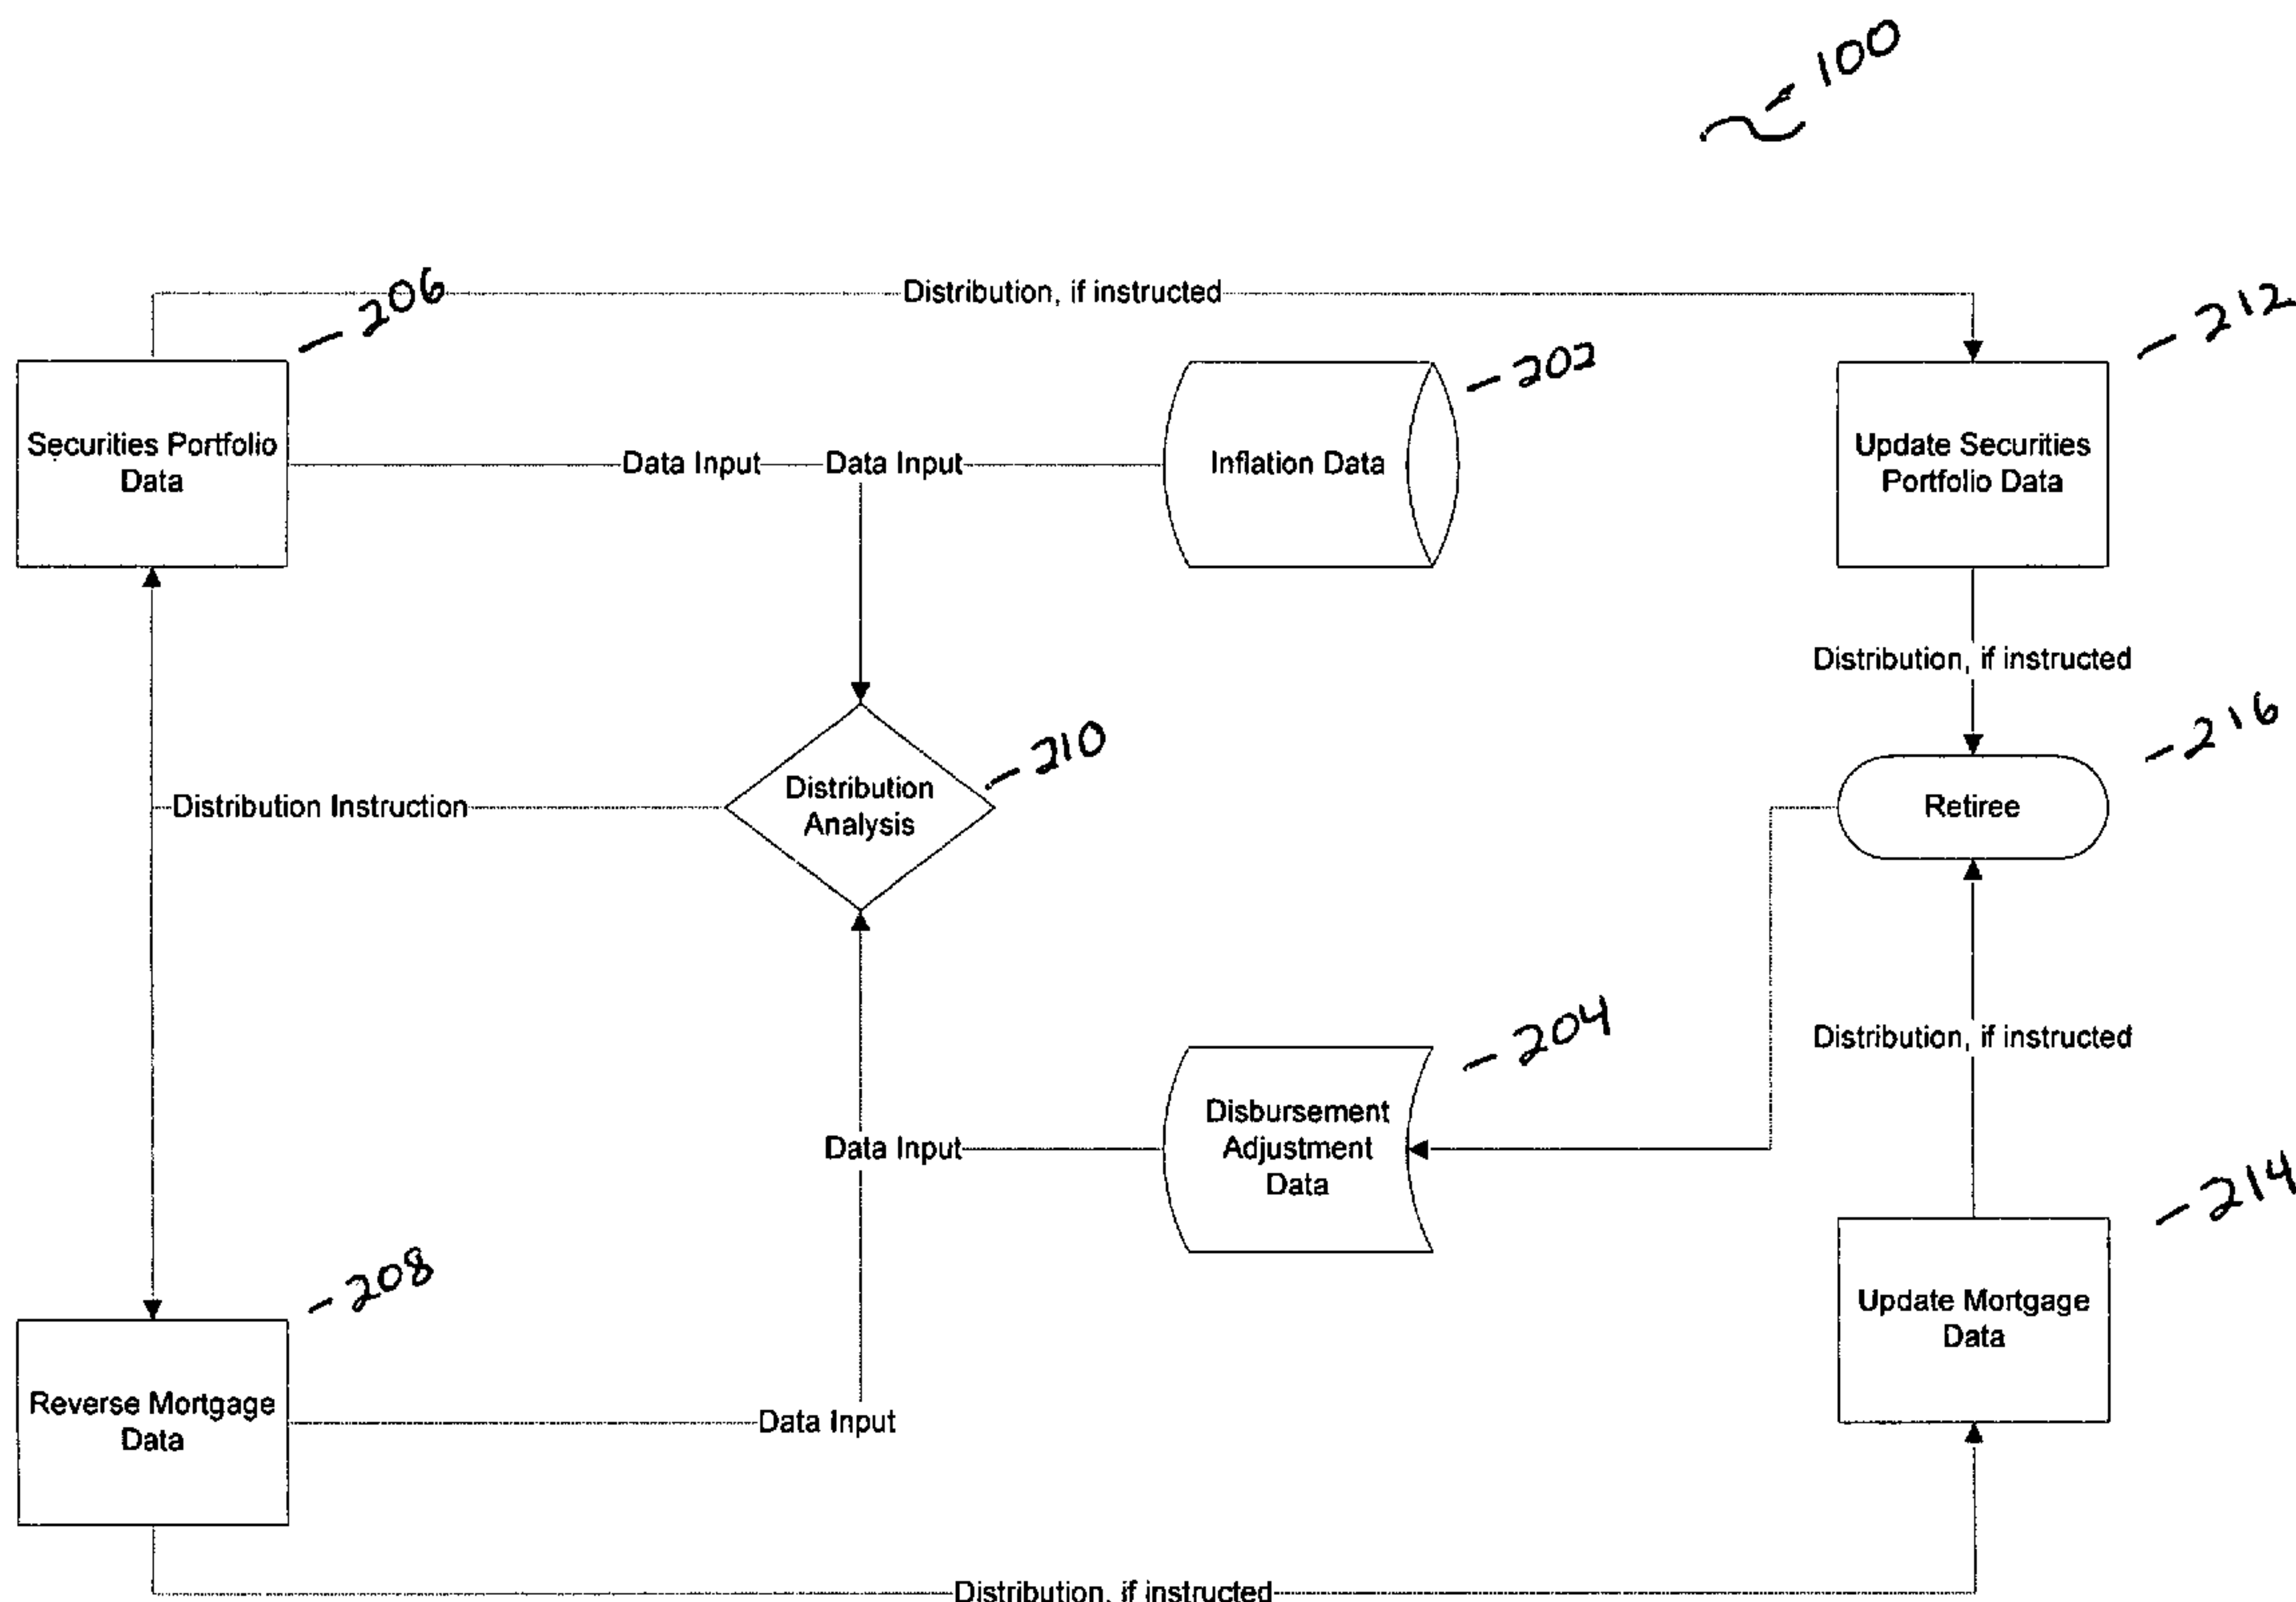 100
Distribution, if instructed
- 206
- 212
- 202
Securities Portfolio
Data
Data Input
Data Input
Inflation Data
Update Securities
Portfolio Data
Distribution, if instructed
- 210
- 216
Distribution Instruction
Distribution
Analysis
Retiree
- 204
Distribution, if instructed
Data Input
Disbursement
Adjustment
Data
- 214
- 208
Update Mortgage
Data
Reverse Mortgage
Data
Data Input
Distribution, if instructed